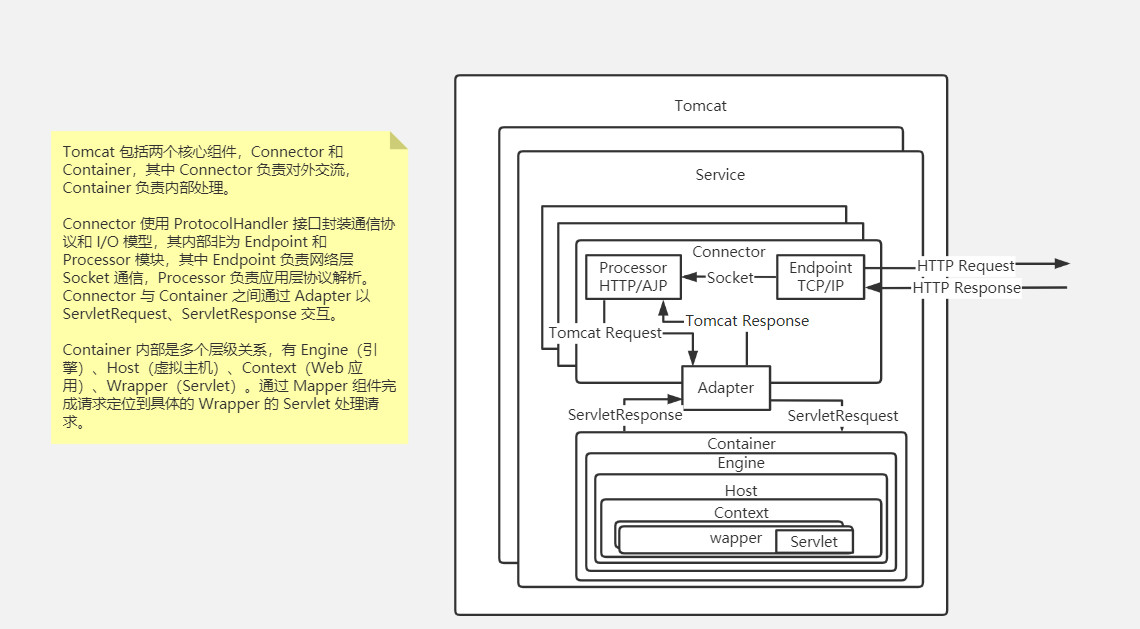 Tomcat 包括两个核心组件，Connector 和
Container，其中 Connector 负责对外交流，
Container 负责内部处理。
Connector 使用 ProtocolHandler 接口封装通信协
议和 I/O 模型，其内部非为 Endpoint 和
Processor 模块，其中 Endpoint 负责网络层
Socket 通信，Processor 负责应用层协议解析。
Connector 与 Container 之间通过 Adapter 以
ServletRequest、ServletResponse 交互。
Container 内部是多个层级关系，有 Engine（引
擎）、Host（虚拟主机）、Context（Web 应
用）、Wrapper（Servlet）。通过 Mapper 组件完
成请求定位到具体的 Wrapper 的 Servlet 处理请
求。
Tomcat
Service
Connector
Processor
HTTP/AJP
Socket
Endpoint
TCP/IP
HTTP Request
HTTP Response
Tomcat Request
Tomcat Response
Adapter
ServletResponse
ServletResquest
Container
Engine
Host
Context
wapper
Servlet